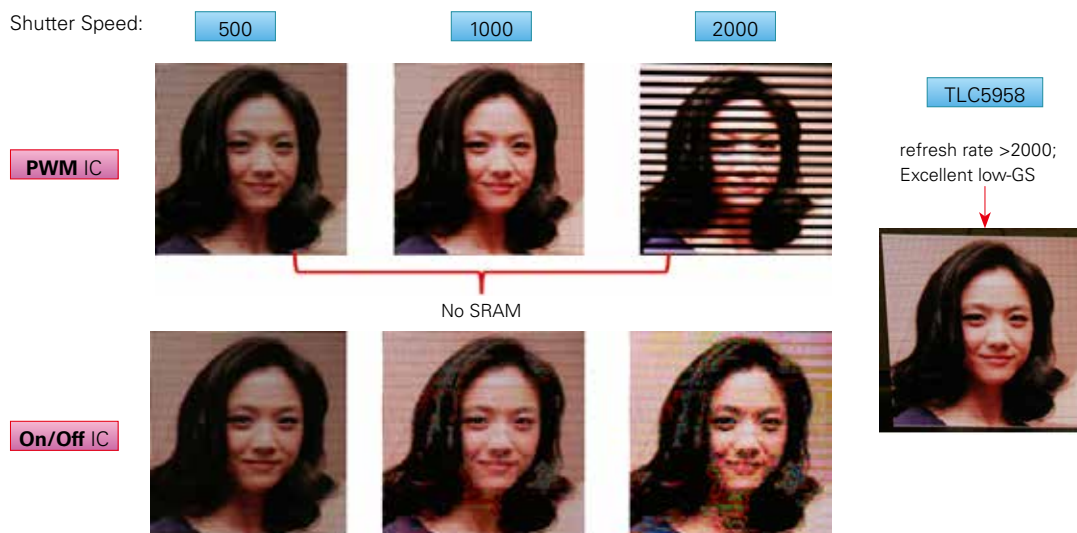 Shutter Speed:
500
1000
2000
TLC5958
refresh rate >2000;
Excellent low-GS
PWM IC
No SRAM
On/Off IC